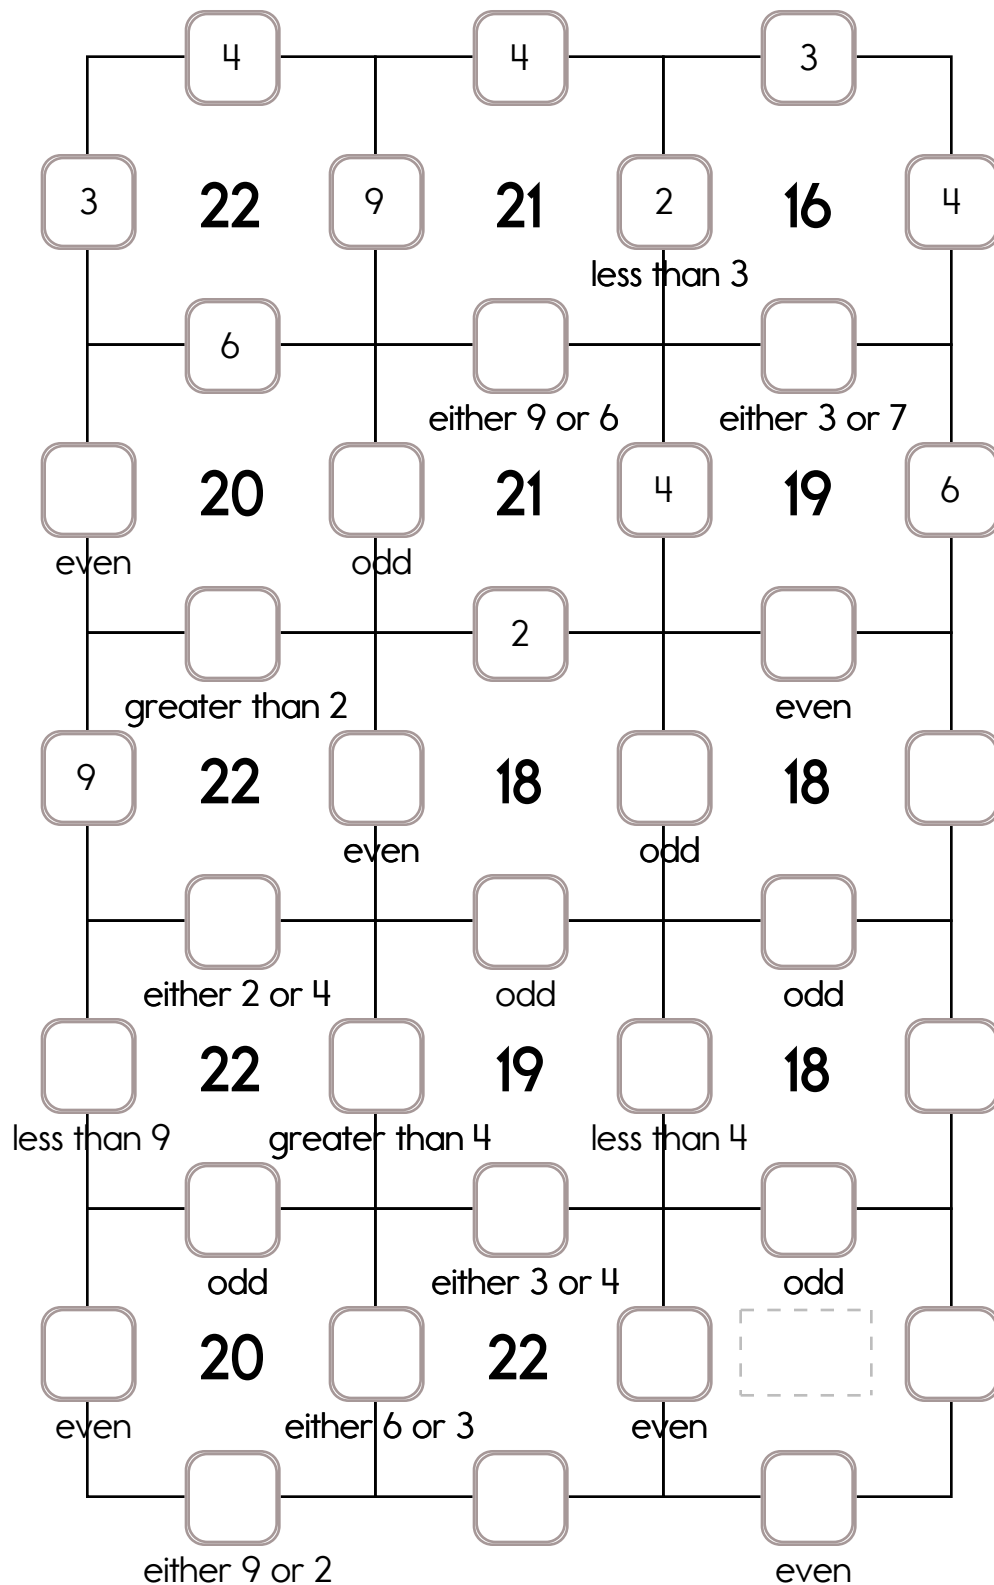 4 4 3
3 22 9 21 2 16 4
less than 3
6
either 9 or 6 either 3 or 7
20 21 4 19 6
even odd
2
greater than 2 even
9 22 18 18
even odd
either 2 or 4 odd odd
22 19 18
less than 9 greater than 4 less than 4
odd either 3 or 4 odd
20 22
even either 6 or 3 even
either 9 or 2 even